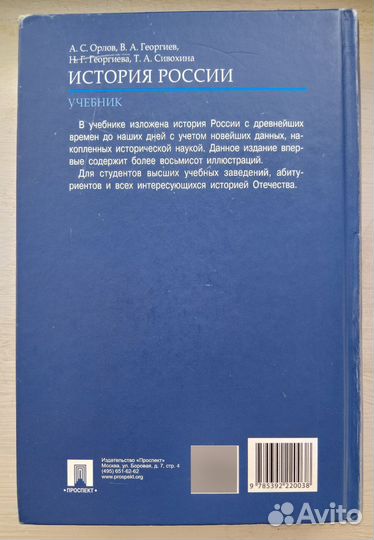 А. С. Орлов, В. А. Георгиев,
Н. Г. Георгиева, Т. А. Сивохина
ИСТОРИЯ РОССИИ
УЧЕБНИК
В учебнике изложена история России с древнейших
времен до наших дней с учетом новейших данных, на-
копленных исторической наукой. Данное издание впер-
вые содержит более восьмисот иллюстраций.
Для студентов высших учебных заведений, абиту-
риентов и всех интересующихся историей Отечества.
ПРОСПЕКТ
Издательство «Проспект»
Москва, ул. Боровая, д. 7, стр. 4
(495) 651-62-62
www.prospekt.org
9 785392 220038
Avito